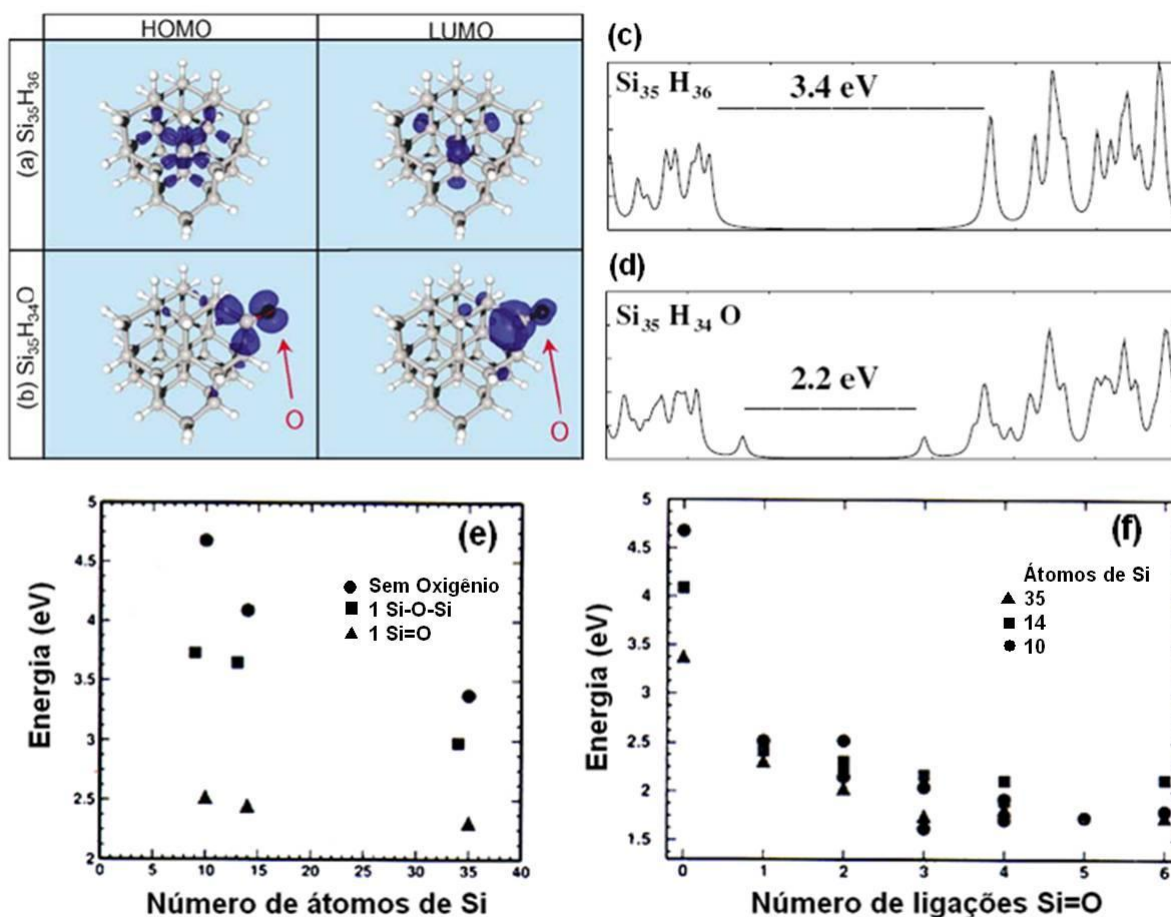 HOMO
LUMO
(a) Si₃₅H₃₆
(b) Si₃₅H₃₄O
O
O
(c)
Si₃₅ H₃₆
3.4 eV
(d)
Si₃₅ H₃₄ O
2.2 eV
(e)
Sem Oxigênio
1 Si-O-Si
1 Si=O
Energia (eV)
5
4.5
4
3.5
3
2.5
2
0 5 10 15 20 25 30 35 40
Número de átomos de Si
(f)
Átomos de Si
35
14
10
Energia (eV)
5
4.5
4
3.5
3
2.5
2
1.5
0 1 2 3 4 5 6
Número de ligações Si=O